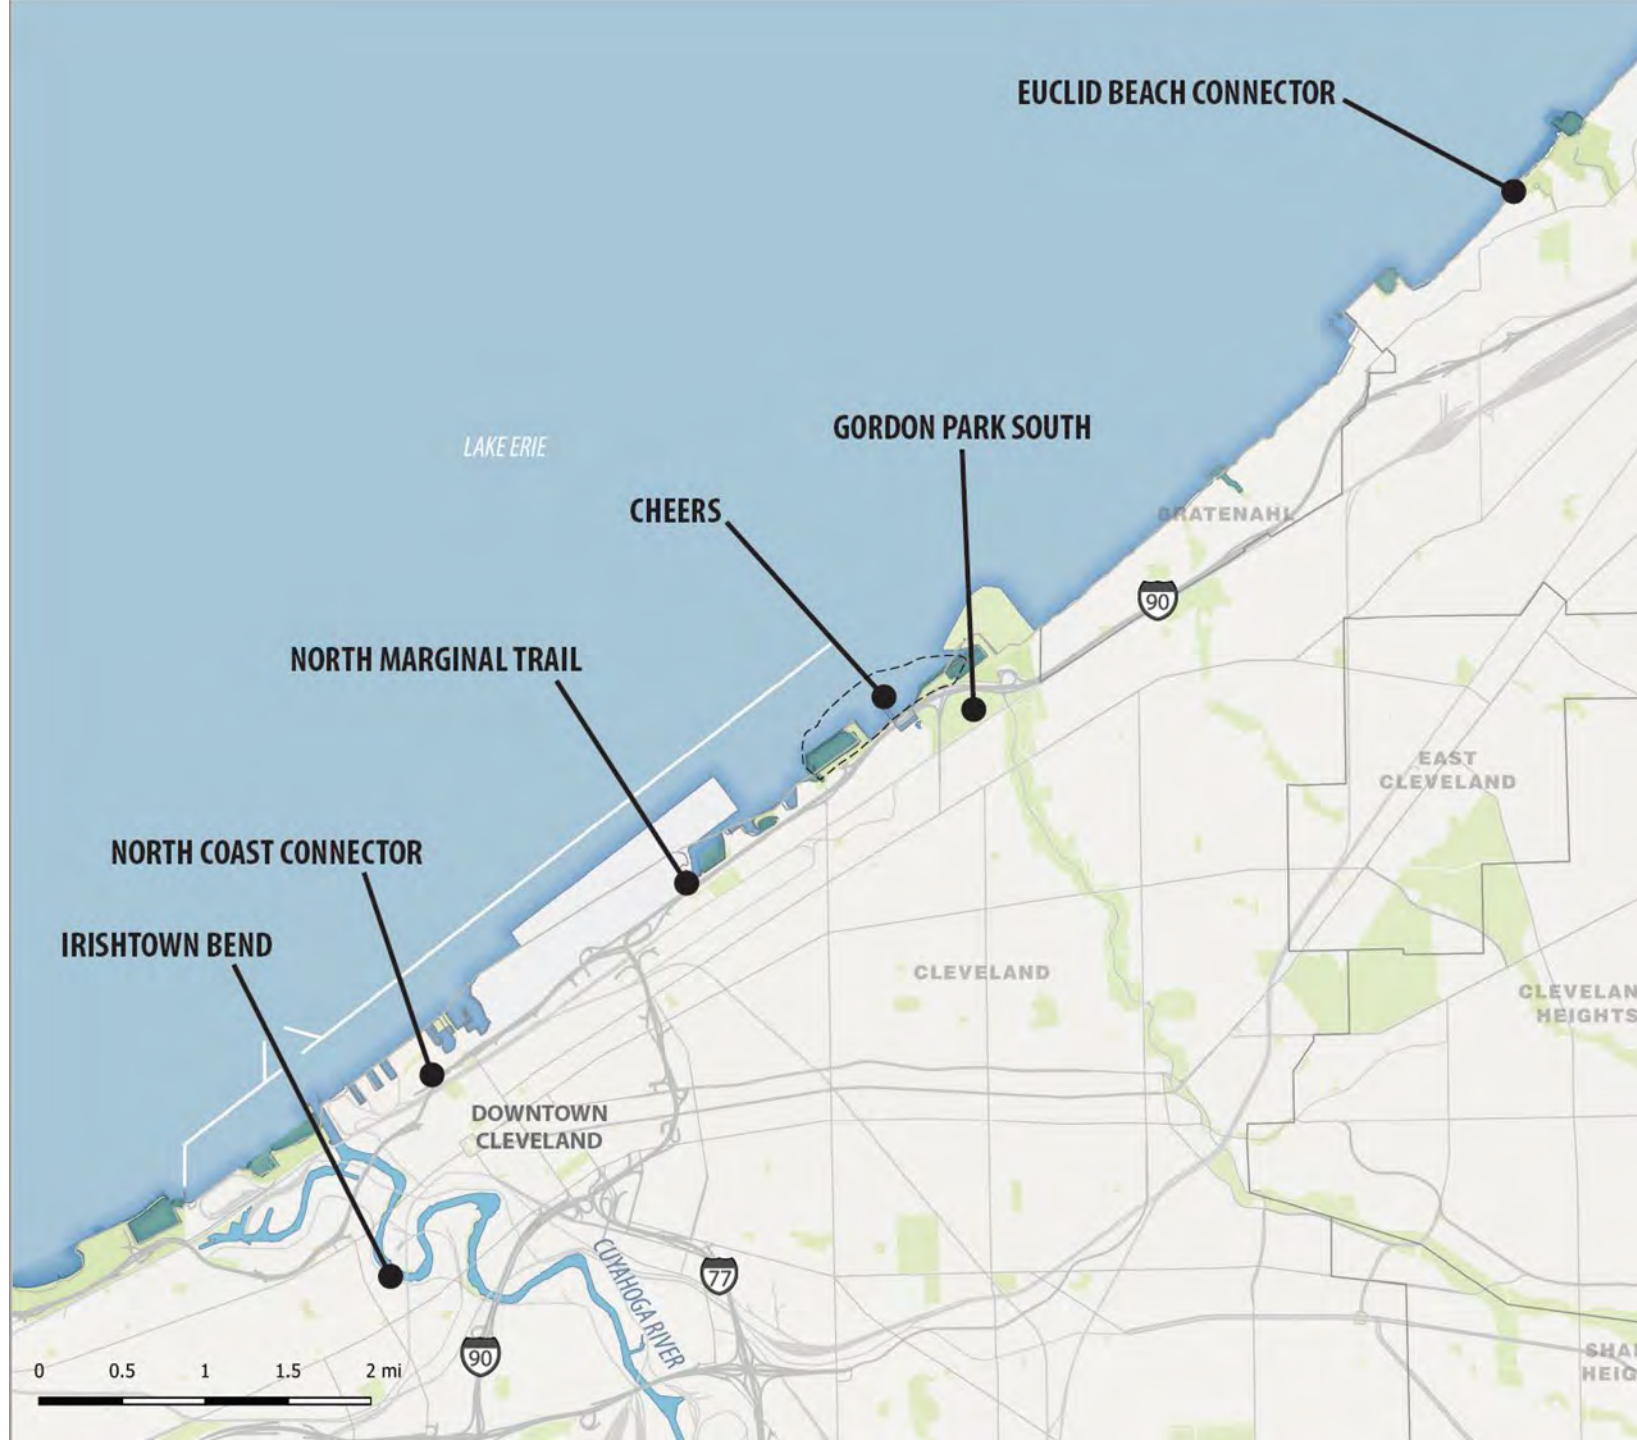 EUCLID BEACH CONNECTOR
GORDON PARK SOUTH
LAKE ERIE
CHEERS
BRATENAHL
90
NORTH MARGINAL TRAIL
EAST
CLEVELAND
NORTH COAST CONNECTOR
IRISHTOWN BEND
CLEVELAND
CLEVELAN
HEIGHTS
DOWNTOWN
CLEVELAND
CUYAHOGA RIVER
77
90
SHA
HEIG
0 0.5 1 1.5 2 mi